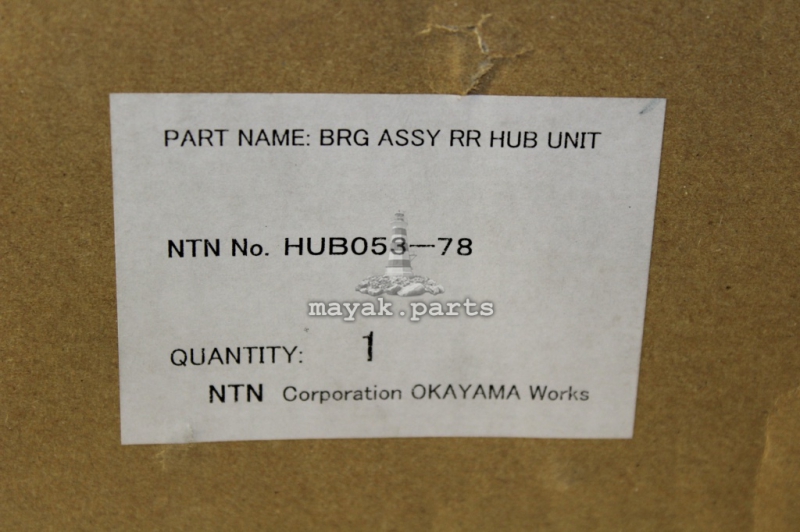 PART NAME: BRG ASSY RR HUB UNIT
NTN No. HUB053-78
mayak.parts
QUANTITY: 1
NTN Corporation OKAYAMA Works